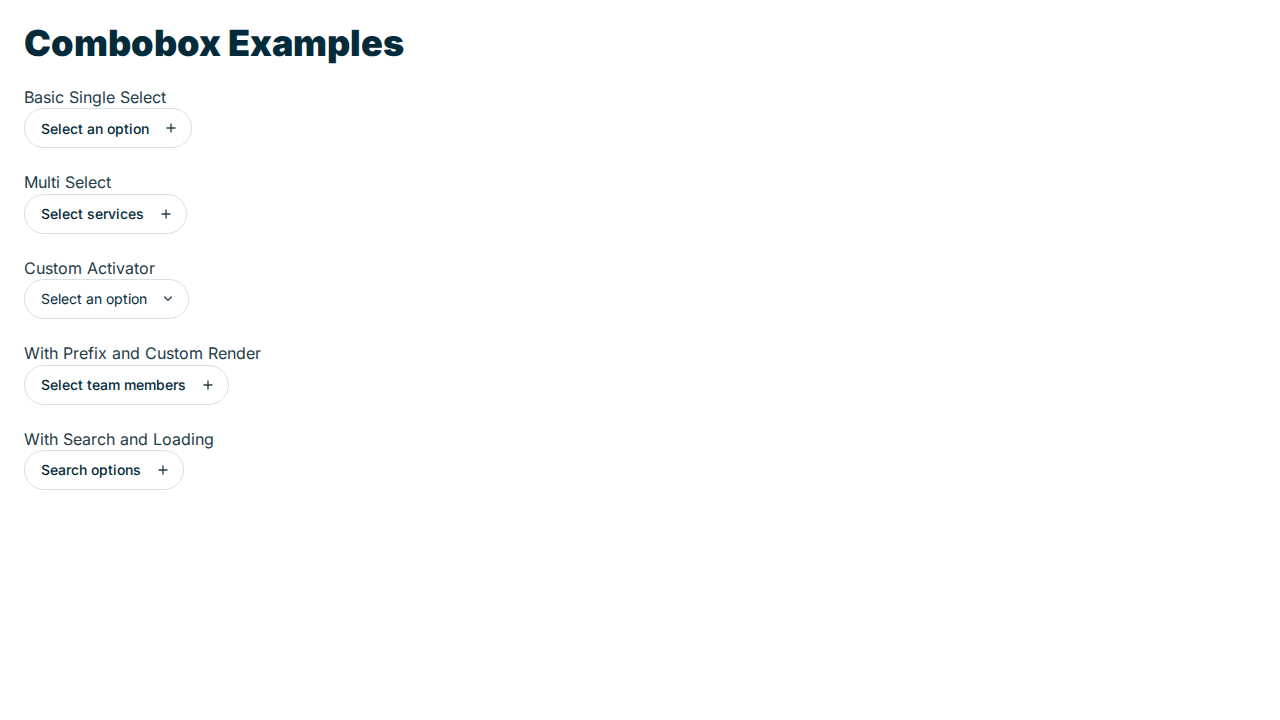 Combobox Examples
Basic Single Select
Select an option
Multi Select
Select services
Custom Activator
Select an option
With Prefix and Custom Render
Select team members
With Search and Loading
Search options